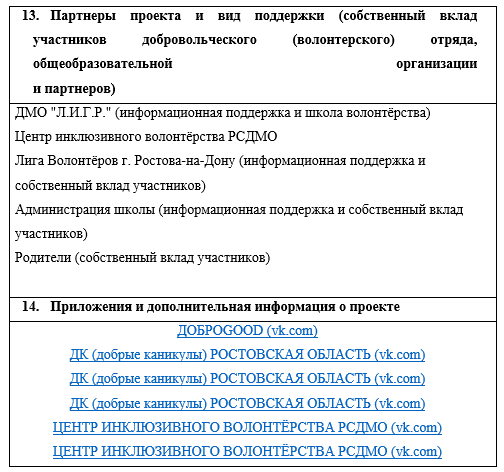 13. Партнеры проекта и вид поддержки (собственный вклад
участников добровольческого (волонтерского) отряда,
общеобразовательной организации
и партнеров)
ДМО "Л.И.Г.Р." (информационная поддержка и школа волонтёрства)
Центр инклюзивного волонтёрства РСДМО
Лига Волонтёров г. Ростова-на-Дону (информационная поддержка и
собственный вклад участников)
Администрация школы (информационная поддержка и собственный вклад
участников)
Родители (собственный вклад участников)
14. Приложения и дополнительная информация о проекте
ДОБРОGOOD (vk.com)
ДК (добрые каникулы) РОСТОВСКАЯ ОБЛАСТЬ (vk.com)
ДК (добрые каникулы) РОСТОВСКАЯ ОБЛАСТЬ (vk.com)
ДК (добрые каникулы) РОСТОВСКАЯ ОБЛАСТЬ (vk.com)
ЦЕНТР ИНКЛЮЗИВНОГО ВОЛОНТЁРСТВА РСДМО (vk.com)
ЦЕНТР ИНКЛЮЗИВНОГО ВОЛОНТЁРСТВА РСДМО (vk.com)